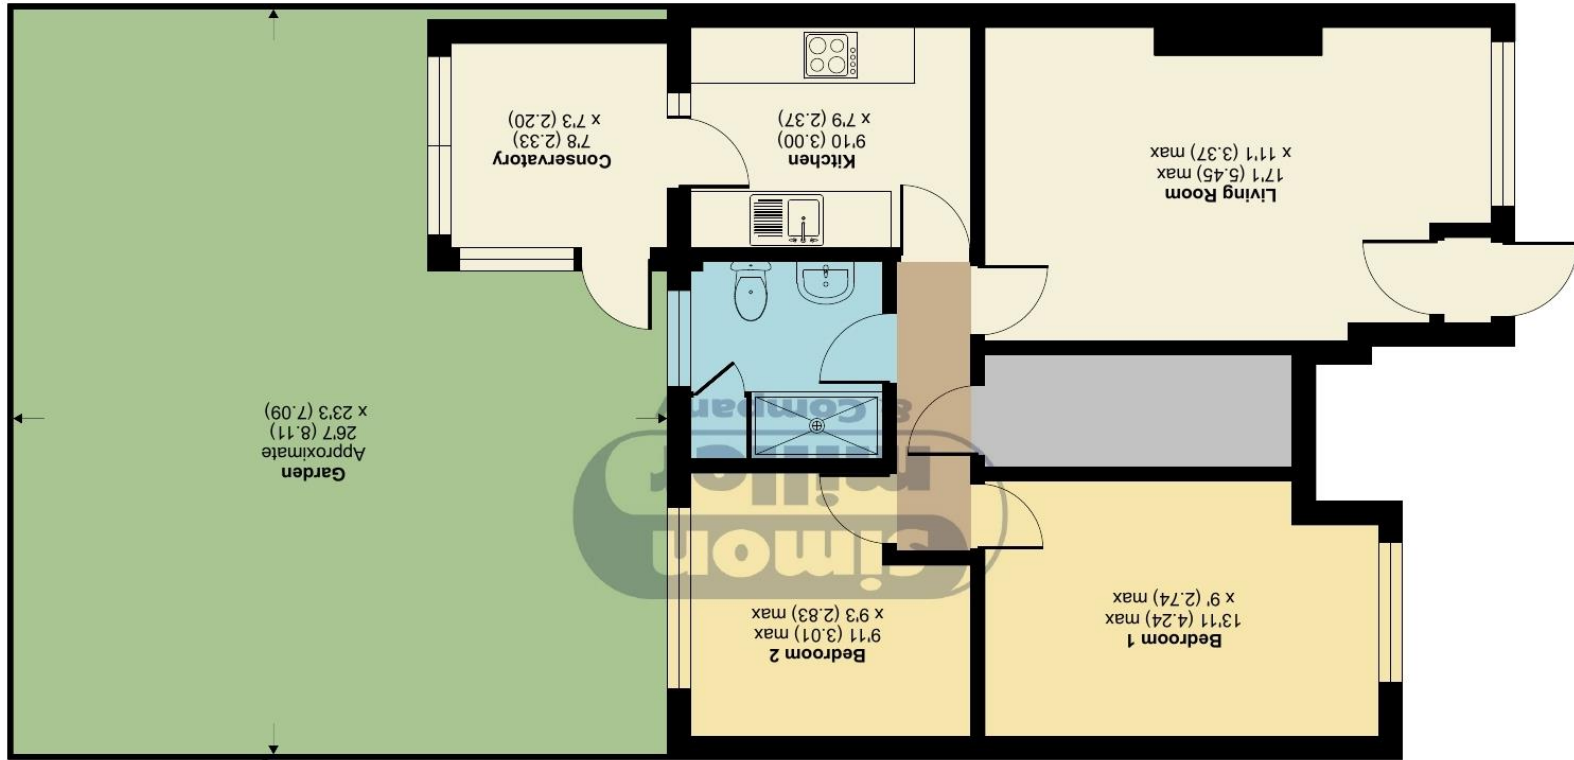 Bedroom 1
13'11 (4.24) max
x 9' (2.74) max
Bedroom 2
9'11 (3.01) max
x 9'3 (2.83) max
simon
miller
& Company
Garden
Approximate
26'7 (8.11)
x 23'3 (7.09)
Living Room
17'1 (5.45) max
x 11'1 (3.37) max
Kitchen
9'10 (3.00)
x 7'9 (2.37)
Conservatory
7'8 (2.33)
x 7'3 (2.20)